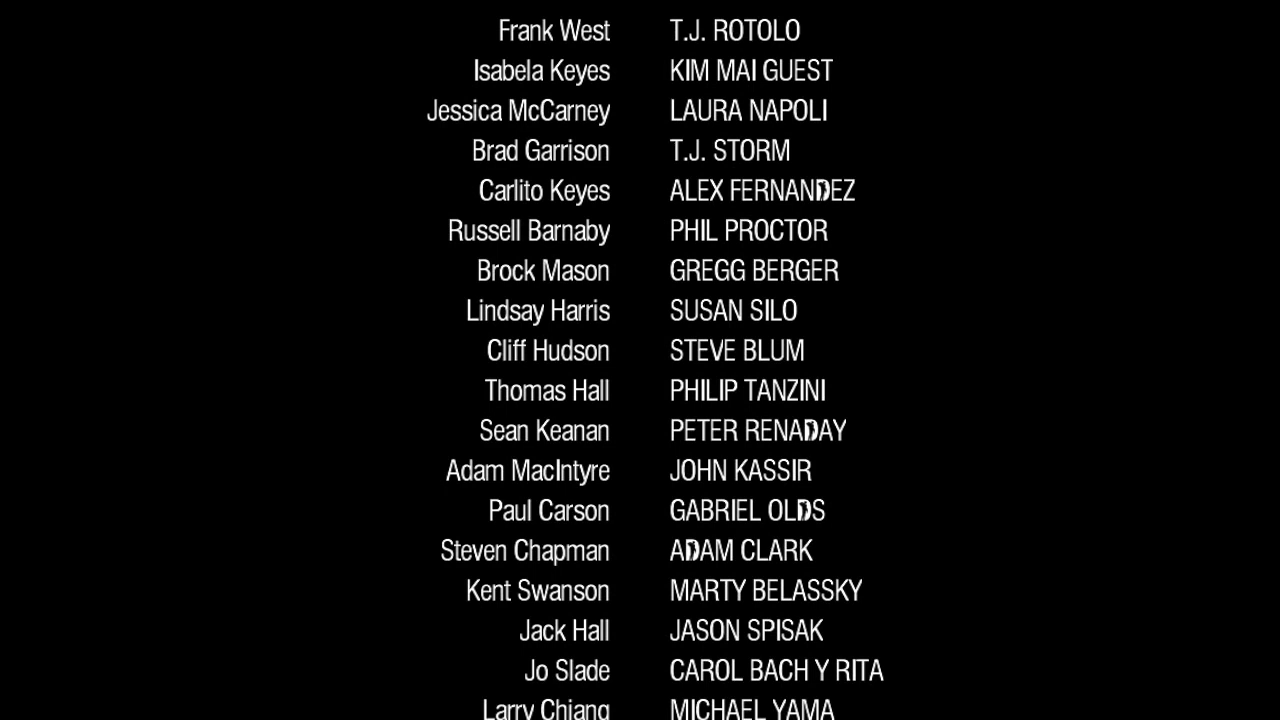 Frank West T.J. ROTOLO
Isabela Keyes KIM MAI GUEST
Jessica McCarney LAURA NAPOLI
Brad Garrison T.J. STORM
Carlito Keyes ALEX FERNANDEZ
Russell Barnaby PHIL PROCTOR
Brock Mason GREGG BERGER
Lindsay Harris SUSAN SILO
Cliff Hudson STEVE BLUM
Thomas Hall PHILIP TANZINI
Sean Keanan PETER RENADAY
Adam MacIntyre JOHN KASSIR
Paul Carson GABRIEL OLDS
Steven Chapman ADAM CLARK
Kent Swanson MARTY BELASSKY
Jack Hall JASON SPISAK
Jo Slade CAROL BACH Y RITA
Larry Chiang MICHAEL YAMA